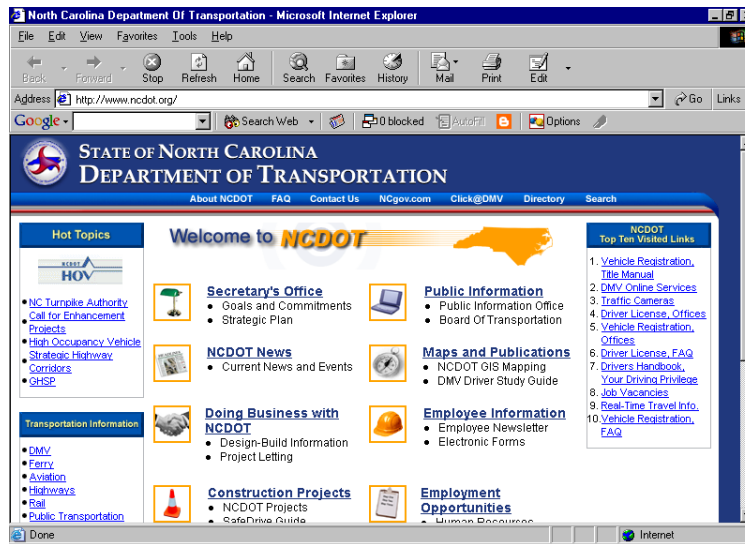 North Carolina Department Of Transportation - Microsoft Internet Explorer
File Edit View Favorites Tools Help
Back Forward Stop Refresh Home Search Favorites History Mail Print Edit
Address http://www.ncdot.org/ Go Links
Google Search Web 0 blocked AutoFill Options
STATE OF NORTH CAROLINA
DEPARTMENT OF TRANSPORTATION
About NCDOT FAQ Contact Us NCgov.com Click@DMV Directory Search
Hot Topics
HOV
NC Turnpike Authority
Call for Enhancement
Projects
High Occupancy Vehicle
Strategic Highway
Corridors
GHSP
Transportation Information
DMV
Ferry
Aviation
Highways
Rail
Public Transportation
Welcome to NCDOT
Secretary's Office
Goals and Commitments
Strategic Plan
Public Information
Public Information Office
Board Of Transportation
NCDOT News
Current News and Events
Maps and Publications
NCDOT GIS Mapping
DMV Driver Study Guide
Doing Business with
NCDOT
Design-Build Information
Project Letting
Employee Information
Employee Newsletter
Electronic Forms
Construction Projects
NCDOT Projects
SafeDrive Guide
Employment
Opportunities
Human Resources
NCDOT
Top Ten Visited Links
1. Vehicle Registration,
Title Manual
2. DMV Online Services
3. Traffic Cameras
4. Driver License, Offices
5. Vehicle Registration,
Offices
6. Driver License, FAQ
7. Drivers Handbook,
Your Driving Privilege
8. Job Vacancies
9. Real-Time Travel Info.
10. Vehicle Registration,
FAQ
Done Internet